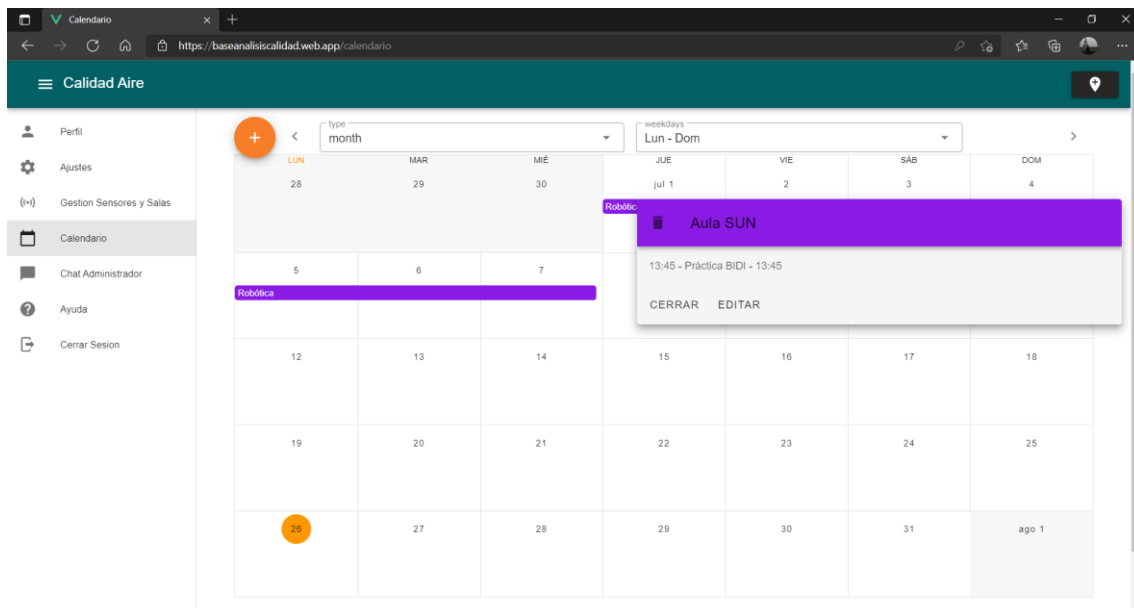 Calendario
https://baseanalisiscalidad.web.app/calendario
Calidad Aire
Perfil
Ajustes
Gestion Sensores y Salas
Calendario
Chat Administrador
Ayuda
Cerrar Sesion
type
month
weekdays
Lun - Dom
LUN MAR MIÉ JUE VIE SÁB DOM
28 29 30 jul 1 2 3 4
Robótic
Aula SUN
13:45 - Práctica BIDI - 13:45
CERRAR EDITAR
5 6 7
Robótica
12 13 14 15 16 17 18
19 20 21 22 23 24 25
26 27 28 29 30 31 ago 1